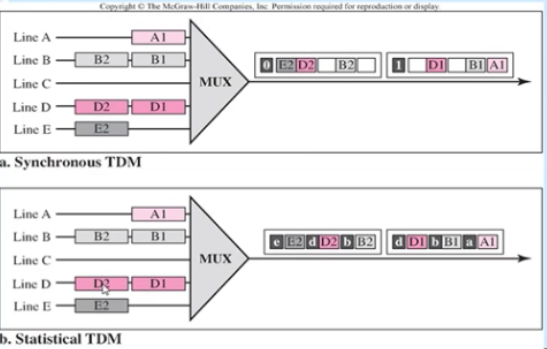 Copyright © The McGraw-Hill Companies, Inc. Permission required for reproduction or display.
Line A A1
Line B B2 B1
Line C
Line D D2 D1
Line E E2
MUX
0 E2 D2 B2 1 D1 B1 A1
a. Synchronous TDM
Line A A1
Line B B2 B1
Line C
Line D D2 D1
Line E E2
MUX
e E2 d D2 b B2 d D1 b B1 a A1
b. Statistical TDM